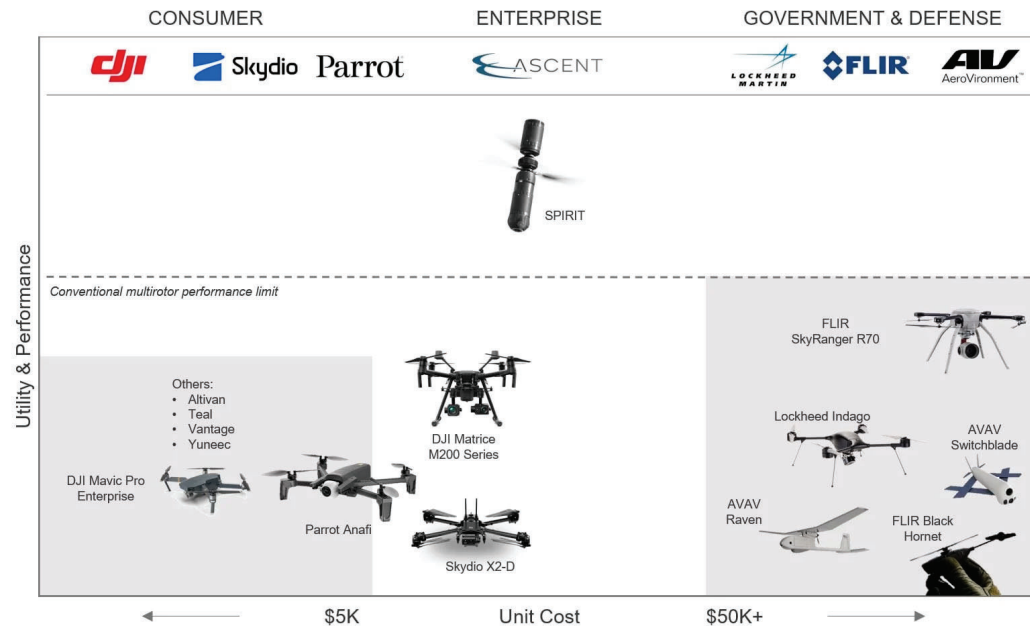 CONSUMER
ENTERPRISE
GOVERNMENT & DEFENSE
dji
Skydio
Parrot
ASCENT
LOCKHEED
MARTIN
FLIR
AV
AeroVironment™
SPIRIT
Utility & Performance
Conventional multirotor performance limit
FLIR
SkyRanger R70
Others:
• Altivan
• Teal
• Vantage
• Yuneec
DJI Matrice
M200 Series
Lockheed Indago
AVAV
Switchblade
DJI Mavic Pro
Enterprise
Parrot Anafi
Skydio X2-D
AVAV
Raven
FLIR Black
Hornet
$5K
Unit Cost
$50K+